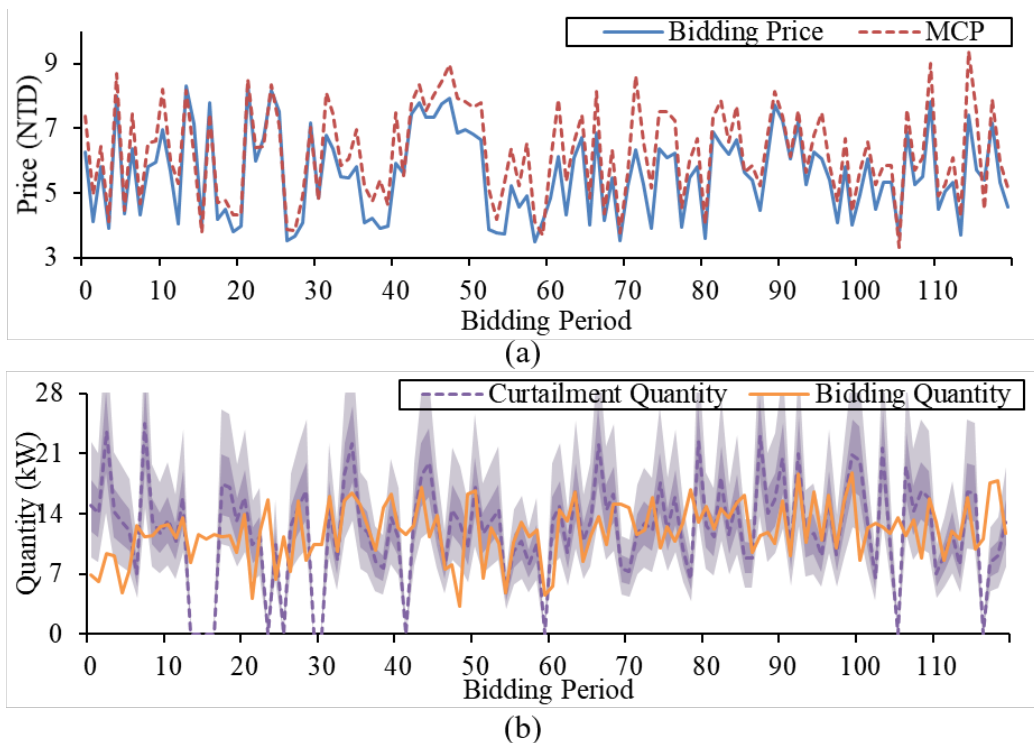 Bidding Price MCP
9
7
5
3
Price (NTD)
0 10 20 30 40 50 60 70 80 90 100 110
Bidding Period
(a)
Curtailment Quantity Bidding Quantity
28
21
14
7
0
Quantity (kW)
0 10 20 30 40 50 60 70 80 90 100 110
Bidding Period
(b)